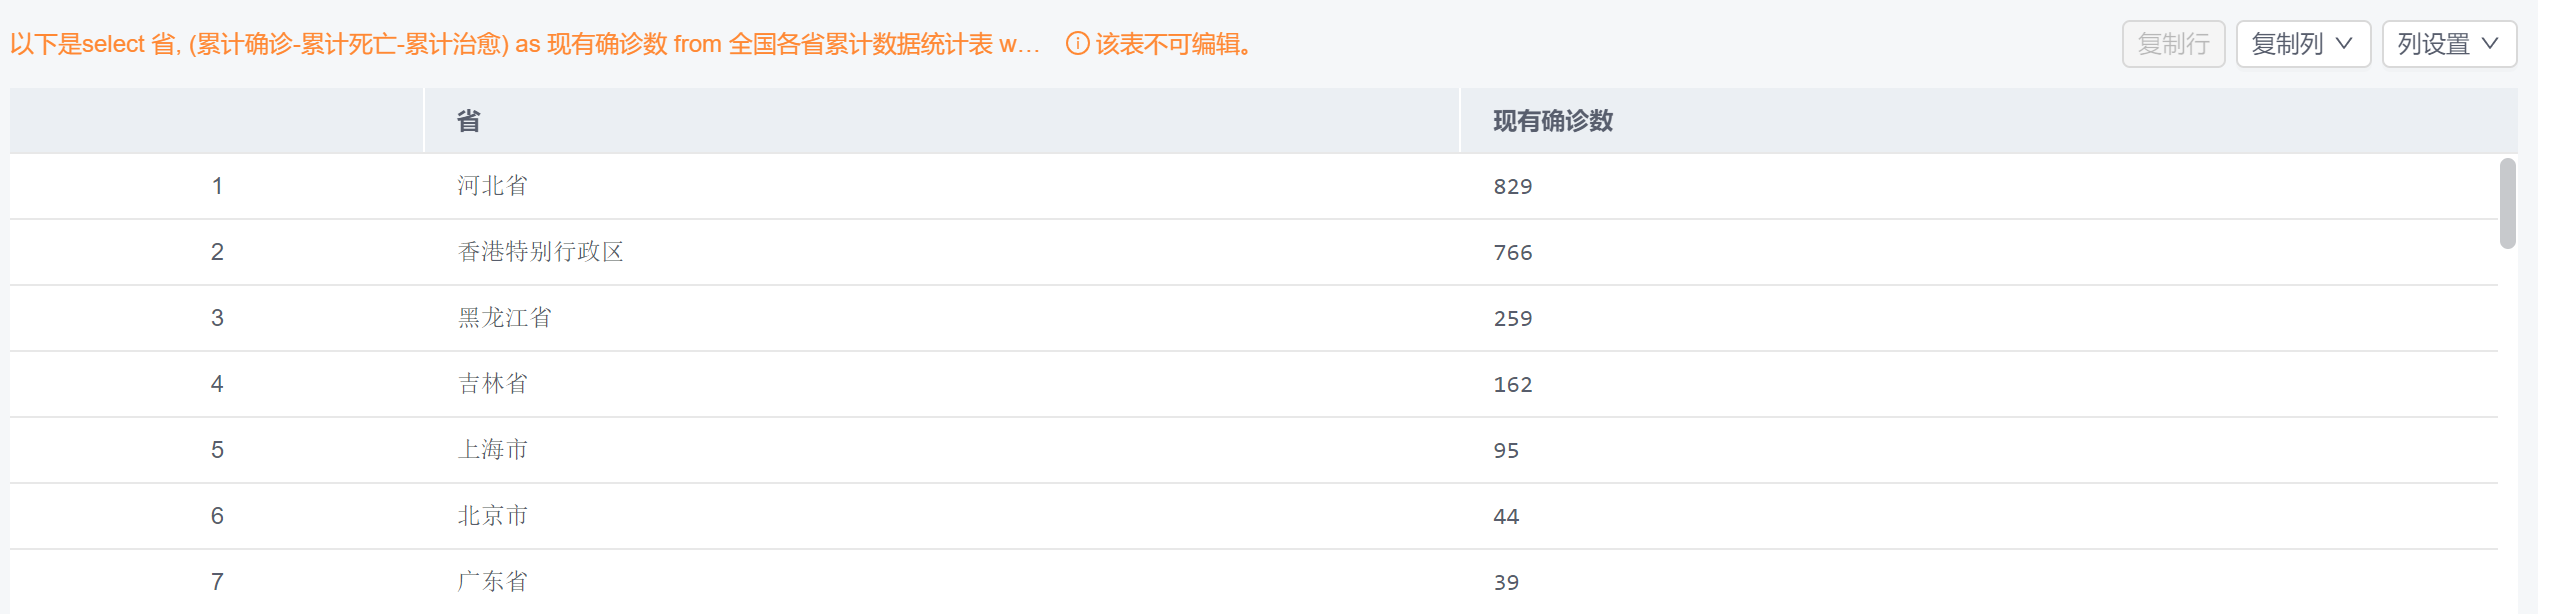 以下是select 省, (累计确诊-累计死亡-累计治愈) as 现有确诊数 from 全国各省累计数据统计表 w… 该表不可编辑。 复制行 复制列 列设置
省 现有确诊数
1 河北省 829
2 香港特别行政区 766
3 黑龙江省 259
4 吉林省 162
5 上海市 95
6 北京市 44
7 广东省 39